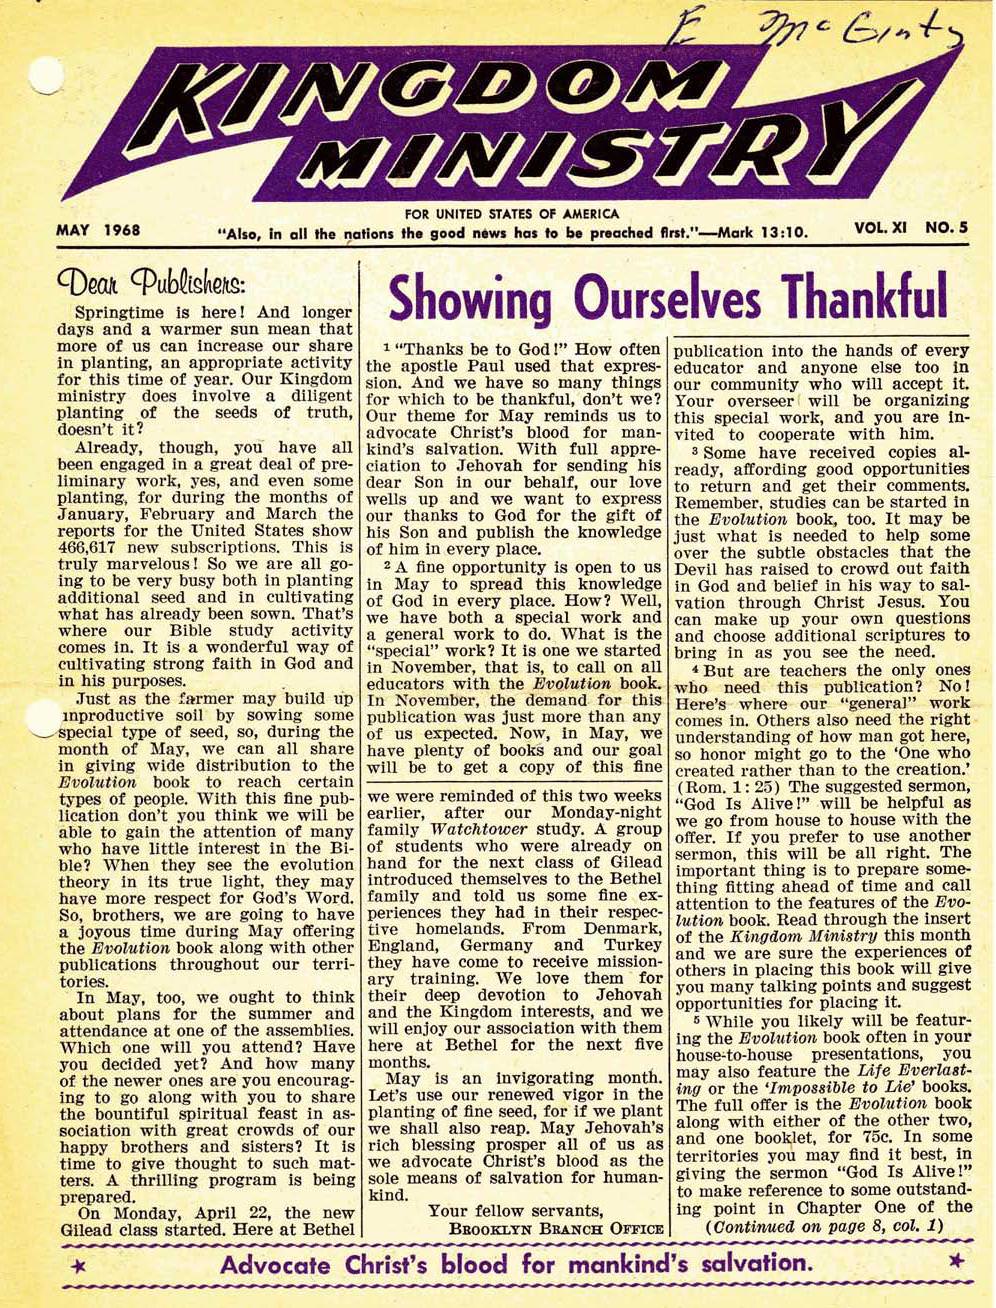 E McGinty
KINGDOM
MINISTRY
FOR UNITED STATES OF AMERICA
MAY 1968 "Also, in all the nations the good news has to be preached first."—Mark 13:10. VOL. XI NO. 5
Dear Publishers:
Springtime is here! And longer
days and a warmer sun mean that
more of us can increase our share
in planting, an appropriate activity
for this time of year. Our Kingdom
ministry does involve a diligent
planting of the seeds of truth,
doesn't it?
Already, though, you have all
been engaged in a great deal of pre-
liminary work, yes, and even some
planting, for during the months of
January, February and March the
reports for the United States show
466,617 new subscriptions. This is
truly marvelous! So we are all go-
ing to be very busy both in planting
additional seed and in cultivating
what has already been sown. That's
where our Bible study activity
comes in. It is a wonderful way of
cultivating strong faith in God and
in his purposes.
Just as the farmer may build up
unproductive soil by sowing some
special type of seed, so, during the
month of May, we can all share
in giving wide distribution to the
Evolution book to reach certain
types of people. With this fine pub-
lication don't you think we will be
able to gain the attention of many
who have little interest in the Bi-
ble? When they see the evolution
theory in its true light, they may
have more respect for God's Word.
So, brothers, we are going to have
a joyous time during May offering
the Evolution book along with other
publications throughout our terri-
tories.
In May, too, we ought to think
about plans for the summer and
attendance at one of the assemblies.
Which one will you attend? Have
you decided yet? And how many
of the newer ones are you encourag-
ing to go along with you to share
the bountiful spiritual feast in as-
sociation with great crowds of our
happy brothers and sisters? It is
time to give thought to such mat-
ters. A thrilling program is being
prepared.
On Monday, April 22, the new
Gilead class started. Here at Bethel
we were reminded of this two weeks
earlier, after our Monday-night
family Watchtower study. A group
of students who were already on
hand for the next class of Gilead
introduced themselves to the Bethel
family and told us some fine ex-
periences they had in their respec-
tive homelands. From Denmark,
England, Germany and Turkey
they have come to receive mission-
ary training. We love them for
their deep devotion to Jehovah
and the Kingdom interests, and we
will enjoy our association with them
here at Bethel for the next five
months.
May is an invigorating month.
Let's use our renewed vigor in the
planting of fine seed, for if we plant
we shall also reap. May Jehovah's
rich blessing prosper all of us as
we advocate Christ's blood as the
sole means of salvation for human-
kind.
Your fellow servants,
BROOKLYN BRANCH OFFICE
Showing Ourselves Thankful
1 "Thanks be to God!" How often
the apostle Paul used that expres-
sion. And we have so many things
for which to be thankful, don't we?
Our theme for May reminds us to
advocate Christ's blood for man-
kind's salvation. With full appre-
ciation to Jehovah for sending his
dear Son in our behalf, our love
wells up and we want to express
our thanks to God for the gift of
his Son and publish the knowledge
of him in every place.
2 A fine opportunity is open to us
in May to spread this knowledge
of God in every place. How? Well,
we have both a special work and
a general work to do. What is the
"special" work? It is one we started
in November, that is, to call on all
educators with the Evolution book.
In November, the demand for this
publication was just more than any
of us expected. Now, in May, we
have plenty of books and our goal
will be to get a copy of this fine
publication into the hands of every
educator and anyone else too in
our community who will accept it.
Your overseer will be organizing
this special work, and you are in-
vited to cooperate with him.
3 Some have received copies al-
ready, affording good opportunities
to return and get their comments.
Remember, studies can be started in
the Evolution book, too. It may be
just what is needed to help some
over the subtle obstacles that the
Devil has raised to crowd out faith
in God and belief in his way to sal-
vation through Christ Jesus. You
can make up your own questions
and choose additional scriptures to
bring in as you see the need.
4 But are teachers the only ones
who need this publication? No!
Here's where our "general" work
comes in. Others also need the right
understanding of how man got here,
so honor might go to the 'One who
created rather than to the creation.'
(Rom. 1:25) The suggested sermon,
"God Is Alive!" will be helpful as
we go from house to house with the
offer. If you prefer to use another
sermon, this will be all right. The
important thing is to prepare some-
thing fitting ahead of time and call
attention to the features of the Evo-
lution book. Read through the insert
of the Kingdom Ministry this month
and we are sure the experiences of
others in placing this book will give
you many talking points and suggest
opportunities for placing it.
5 While you likely will be featur-
ing the Evolution book often in your
house-to-house presentations, you
may also feature the Life Everlast-
ing or the 'Impossible to Lie' books.
The full offer is the Evolution book
along with either of the other two,
and one booklet, for 75c. In some
territories you may find it best, in
giving the sermon "God Is Alive!"
to make reference to some outstand-
ing point in Chapter One of the
(Continued on page 8, col. 1)
★ Advocate Christ's blood for mankind's salvation. ★